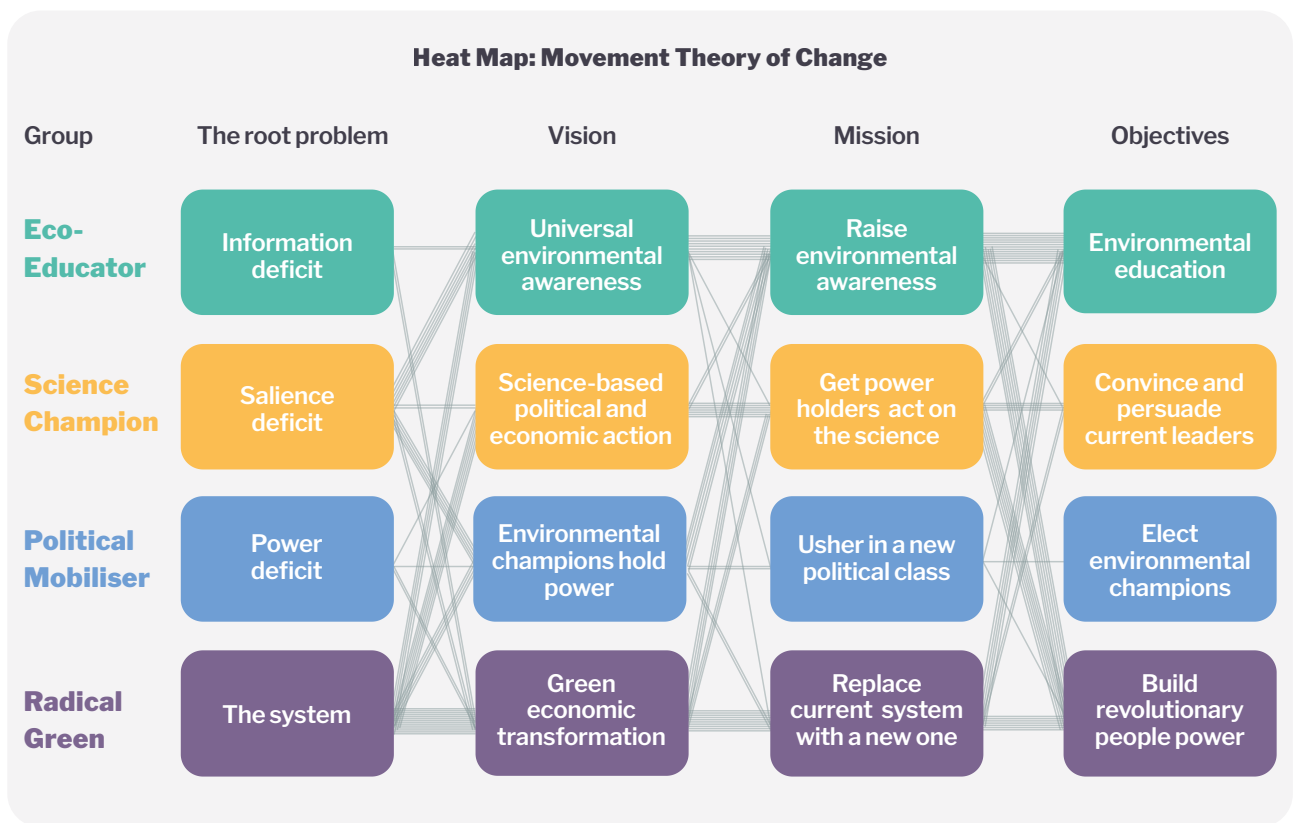 Heat Map: Movement Theory of Change
Group
The root problem
Vision
Mission
Objectives
Eco-
Educator
Information
deficit
Universal
environmental
awareness
Raise
environmental
awareness
Environmental
education
Science
Champion
Salience
deficit
Science-based
political and
economic action
Get power
holders act on
the science
Convince and
persuade
current leaders
Political
Mobiliser
Power
deficit
Environmental
champions hold
power
Usher in a new
political class
Elect
environmental
champions
Radical
Green
The system
Green
economic
transformation
Replace
current system
with a new one
Build
revolutionary
people power